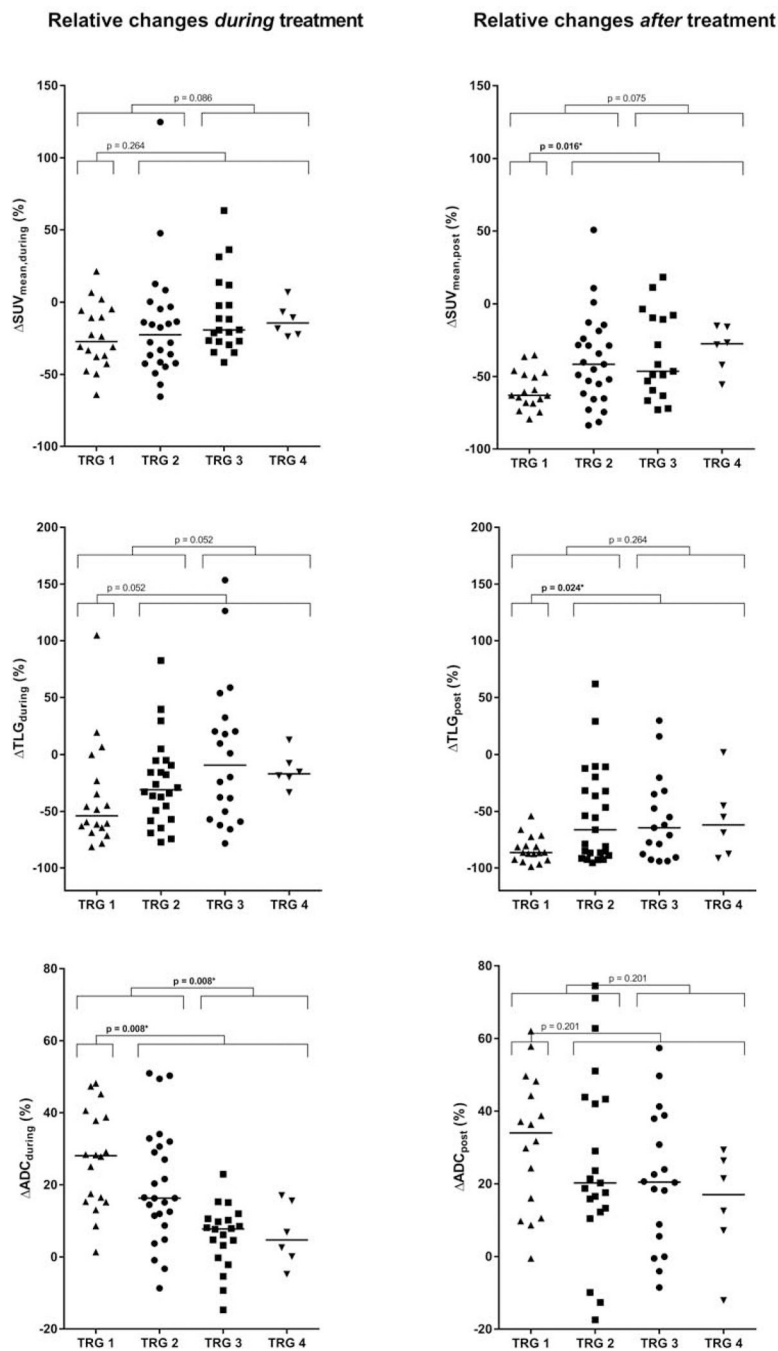 Relative changes during treatment
Relative changes after treatment
ΔSUVmean,during (%)
150
100
50
0
-50
-100
p = 0.086
p = 0.264
TRG 1 TRG 2 TRG 3 TRG 4
ΔSUVmean,post (%)
150
100
50
0
-50
-100
p = 0.075
p = 0.016*
TRG 1 TRG 2 TRG 3 TRG 4
ΔTLGduring (%)
200
150
100
50
0
-50
-100
p = 0.052
p = 0.052
TRG 1 TRG 2 TRG 3 TRG 4
ΔTLGpost (%)
200
150
100
50
0
-50
-100
p = 0.264
p = 0.024*
TRG 1 TRG 2 TRG 3 TRG 4
ΔADCduring (%)
80
60
40
20
0
-20
p = 0.008*
p = 0.008*
TRG 1 TRG 2 TRG 3 TRG 4
ΔADCpost (%)
80
60
40
20
0
-20
p = 0.201
p = 0.201
TRG 1 TRG 2 TRG 3 TRG 4